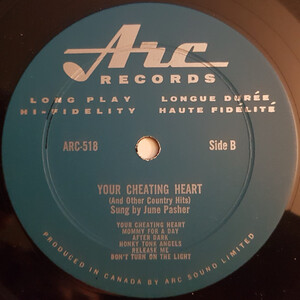 Arc
RECORDS
LONG PLAY LONGUE DURÉE
HI-FIDELITY HAUTE FIDÉLITÉ
ARC-518 Side B
YOUR CHEATING HEART
(And Other Country Hits)
Sung by June Pasher
YOUR CHEATING HEART
MOMMY FOR A DAY
AFTER DARK
HONKY TONK ANGELS
RELEASE ME
DON'T TURN ON THE LIGHT
PRODUCED IN CANADA BY ARC SOUND LIMITED